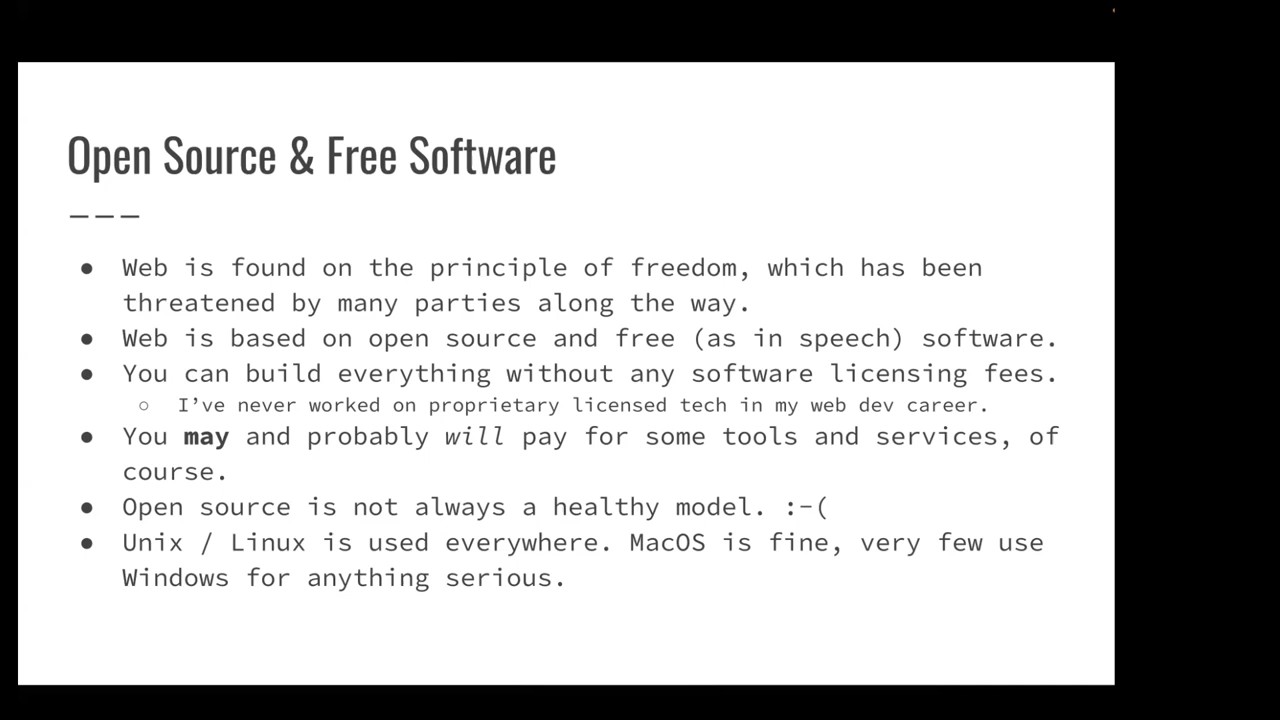 Open Source & Free Software
———
● Web is found on the principle of freedom, which has been
threatened by many parties along the way.
● Web is based on open source and free (as in speech) software.
● You can build everything without any software licensing fees.
○ I’ve never worked on proprietary licensed tech in my web dev career.
● You may and probably will pay for some tools and services, of
course.
● Open source is not always a healthy model. :-(
● Unix / Linux is used everywhere. MacOS is fine, very few use
Windows for anything serious.